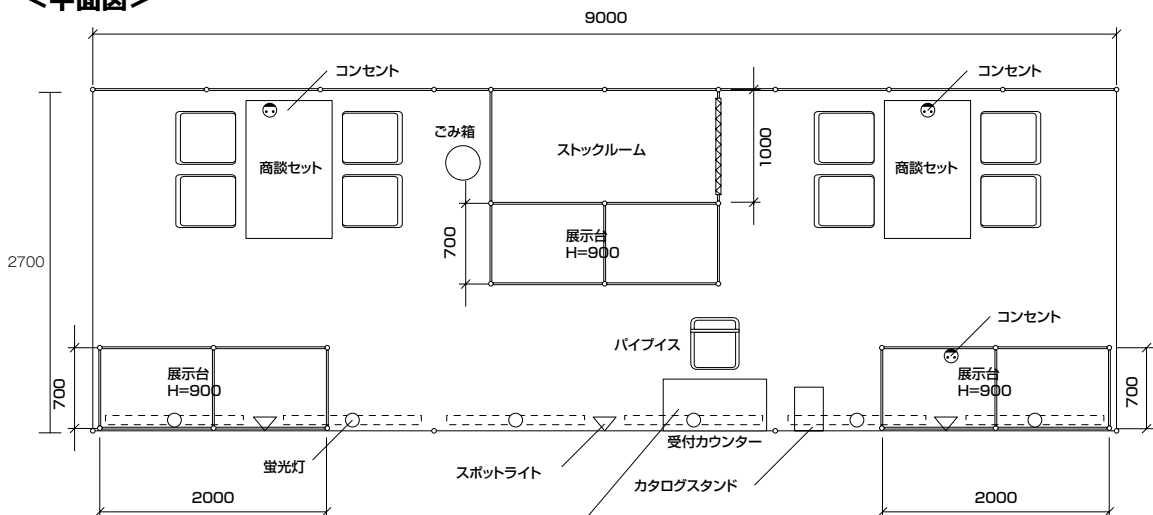 ＜平面図＞
9000
コンセント
コンセント
ごみ箱
ストックルーム
1000
商談セット
商談セット
700
展示台
H=900
2700
コンセント
パイプイス
700
展示台
H=900
展示台
H=900
700
受付カウンター
蛍光灯
スポットライト
カタログスタンド
2000
2000